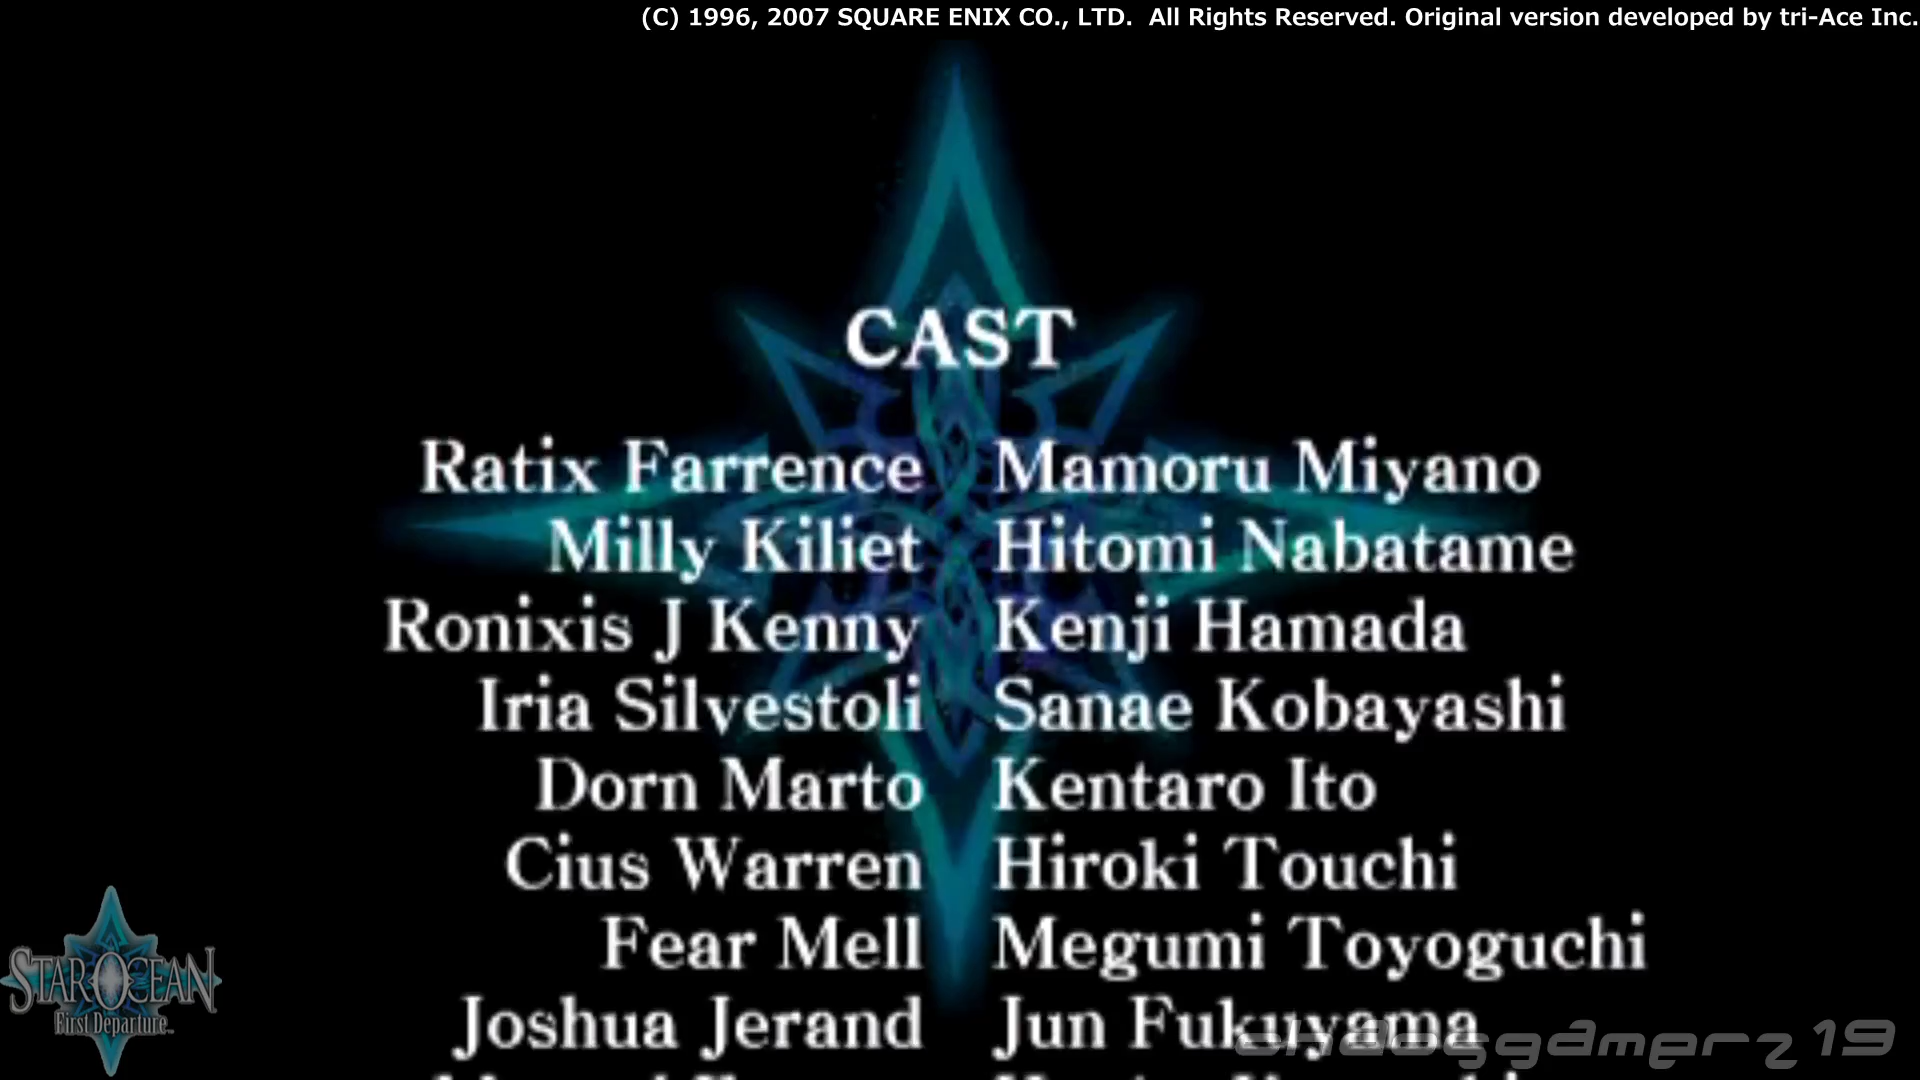 (C) 1996, 2007 SQUARE ENIX CO., LTD. All Rights Reserved. Original version developed by tri-Ace Inc.
CAST
Ratix Farrence Mamoru Miyano
Milly Kiliet Hitomi Nabatame
Ronixis J Kenny Kenji Hamada
Iria Silvestoli Sanae Kobayashi
Dorn Marto Kentaro Ito
Cius Warren Hiroki Touchi
Fear Mell Megumi Toyoguchi
Joshua Jerand Jun Fukuyama
STAR OCEAN
First Departure